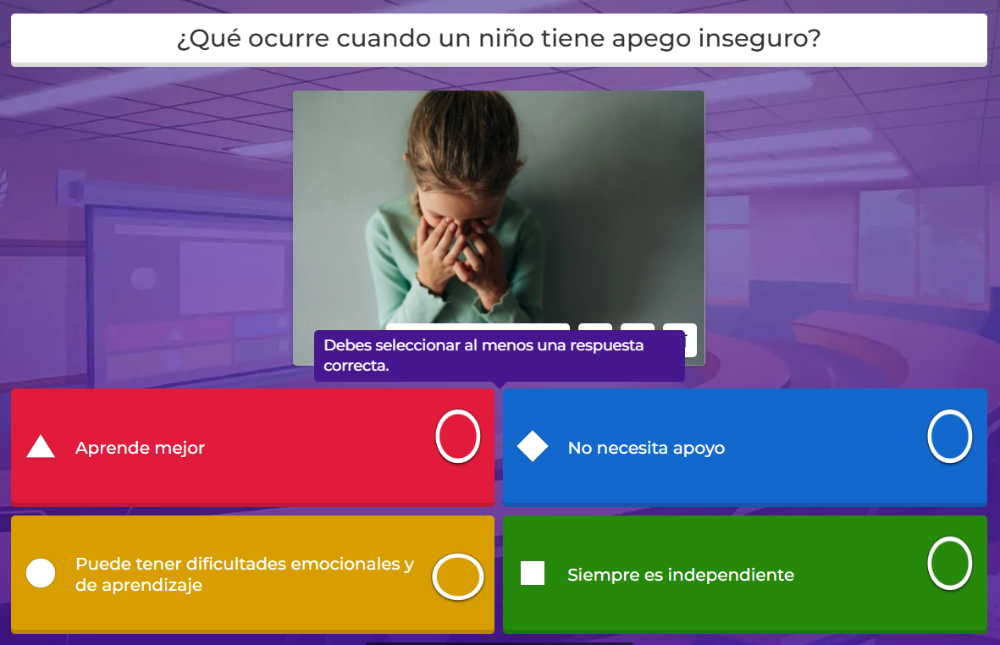 ¿Qué ocurre cuando un niño tiene apego inseguro?
Debes seleccionar al menos una respuesta
correcta.
Aprende mejor
No necesita apoyo
Puede tener dificultades emocionales y
de aprendizaje
Siempre es independiente